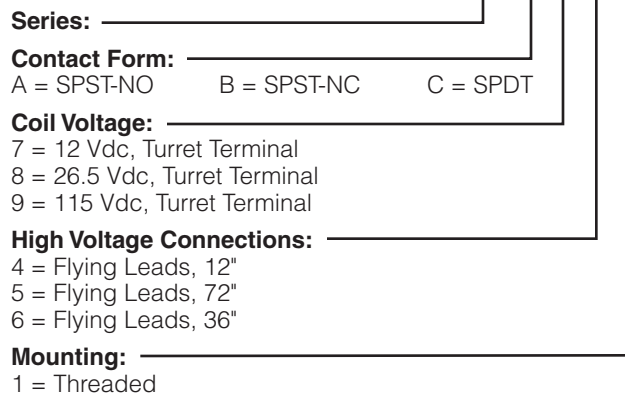 Series:
Contact Form:
A = SPST-NO B = SPST-NC C = SPDT
Coil Voltage:
7 = 12 Vdc, Turret Terminal
8 = 26.5 Vdc, Turret Terminal
9 = 115 Vdc, Turret Terminal
High Voltage Connections:
4 = Flying Leads, 12"
5 = Flying Leads, 72"
6 = Flying Leads, 36"
Mounting:
1 = Threaded